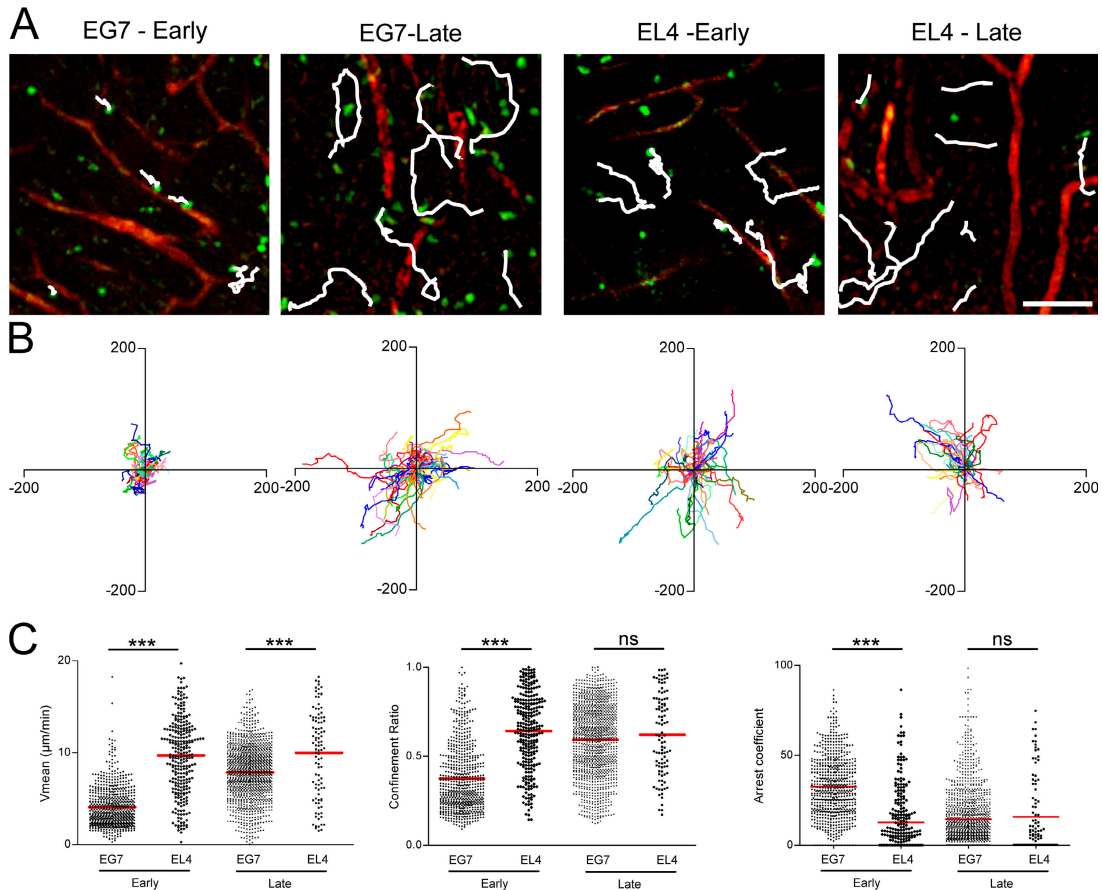 A
EG7 - Early
EG7-Late
EL4 -Early
EL4 - Late
B
200
200
200
200
-200
200
-200
200
-200
200
-200
200
-200
-200
-200
-200
C
***
***
***
ns
***
ns
20
10
0
Vmean (µm/min)
EG7
EL4
EG7
EL4
Early
Late
1.0
0.5
0.0
Confinement Ratio
EG7
EL4
EG7
EL4
Early
Late
100
50
0
Arrest coefficient
EG7
EL4
EG7
EL4
Early
Late